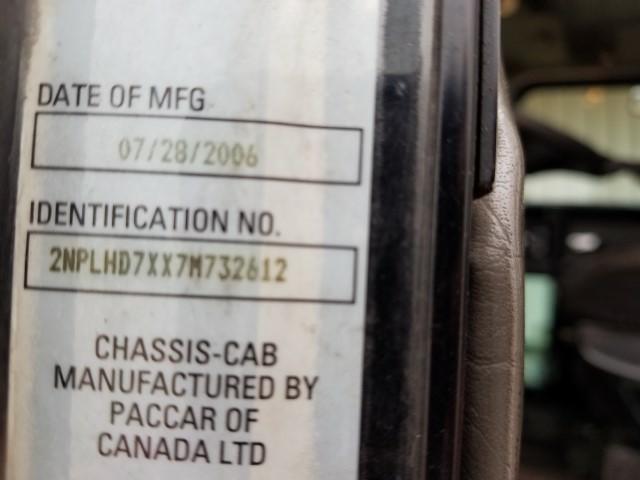 DATE OF MFG
07/28/2006
IDENTIFICATION NO.
2NPLHD7XX7M732612
CHASSIS-CAB
MANUFACTURED BY
PACCAR OF
CANADA LTD